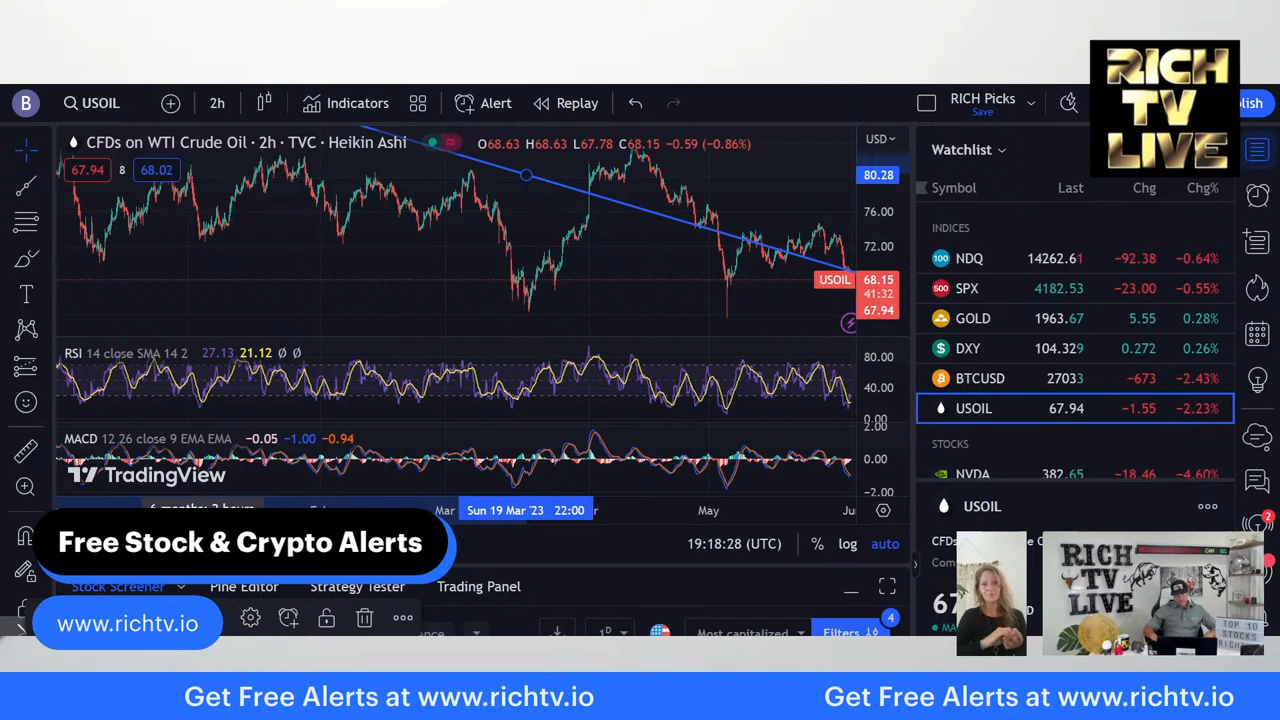 RICH
TV
LIVE
B
USOIL
2h
Indicators
Alert
Replay
RICH Picks
Save
lish
CFDs on WTI Crude Oil · 2h · TVC · Heikin Ashi
O68.63 H68.63 L67.78 C68.15 −0.59 (−0.86%)
USD
67.94
8
68.02
80.28
76.00
72.00
USOIL
68.15
41:32
67.94
RSI 14 close SMA 14 2 27.13 21.12 Ø Ø
80.00
40.00
0.00
MACD 12 26 close 9 EMA EMA −0.05 −1.00 −0.94
2.00
0.00
−2.00
TradingView
Mar
Sun 19 Mar '23 22:00
May
19:18:28 (UTC)
%
log
auto
Watchlist
Symbol Last Chg Chg%
INDICES
100 NDQ 14262.61 −92.38 −0.64%
500 SPX 4182.53 −23.00 −0.55%
GOLD 1963.67 5.55 0.28%
DXY 104.329 0.272 0.26%
BTCUSD 27033 −673 −2.43%
USOIL 67.94 −1.55 −2.23%
STOCKS
NVDA 382.65 −18.46 −4.60%
USOIL
2
Free Stock & Crypto Alerts
Stock Screener
Pine Editor
Strategy Tester
Trading Panel
www.richtv.io
1D
Most capitalized
Filters
4
RICH
TV
LIVE
TOP 10
STOCKS
Get Free Alerts at www.richtv.io
Get Free Alerts at www.richtv.io